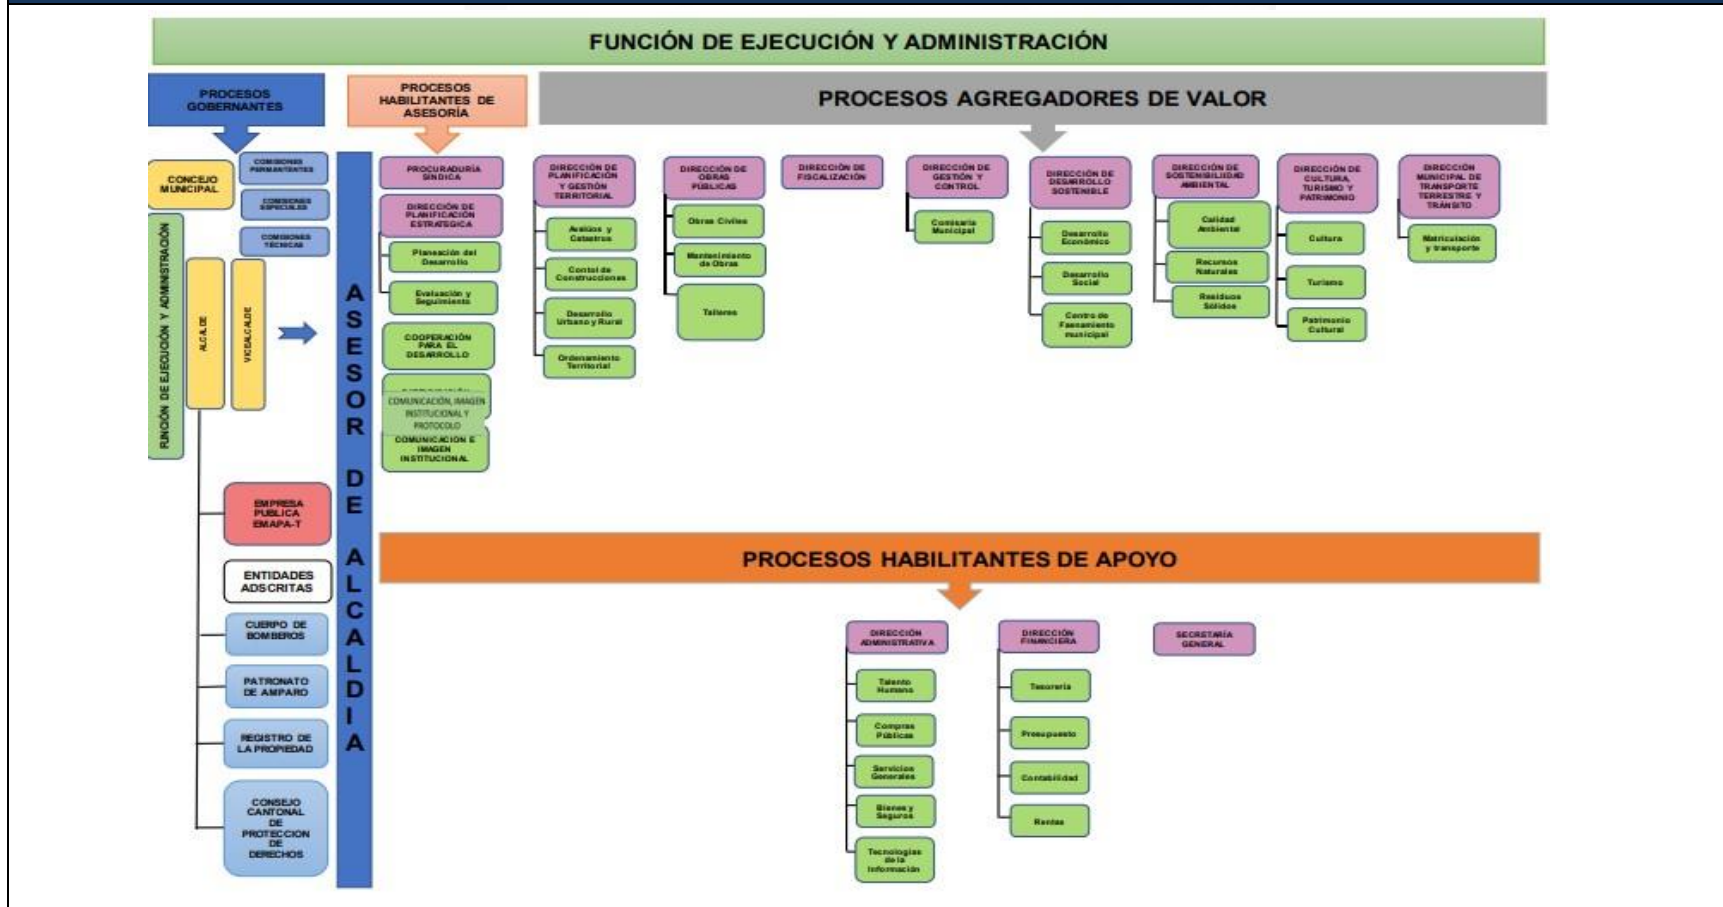 FUNCIÓN DE EJECUCIÓN Y ADMINISTRACIÓN
PROCESOS
GOBERNANTES
PROCESOS
HABILITANTES DE
ASESORÍA
PROCESOS AGREGADORES DE VALOR
CONCEJO
MUNICIPAL
COMISIONES
PERMANTENTES
COMISIONES
ESPECIALES
COMISIONES
TÉCNICAS
FUNCIÓN DE EJECUCIÓN Y ADMINISTRACIÓN
ALCALDE
VICEALCALDE
ASESOR DE ALCALDIA
EMPRESA
PUBLICA
EMAPA-T
ENTIDADES
ADSCRITAS
CUERPO DE
BOMBEROS
PATRONATO
DE AMPARO
REGISTRO DE
LA PROPIEDAD
CONSEJO
CANTONAL
DE
PROTECCION
DE
DERECHOS
PROCURADURÍA
SÍNDICA
DIRECCIÓN DE
PLANIFICACIÓN
ESTRATEGICA
Planeación del
Desarrollo
Evaluación y
Seguimiento
COOPERACIÓN
PARA EL
DESARROLLO
COMUNICACIÓN, IMAGEN
INSTITUCIONAL Y
PROTOCOLO
COMUNICACION E
IMAGEN
INSTITUCIONAL
DIRECCIÓN DE
PLANIFICACIÓN
Y GESTIÓN
TERRITORIAL
Avalúos y
Catastros
Contol de
Construcciones
Desarrollo
Urbano y Rural
Ordenamiento
Territorial
DIRECCIÓN DE
OBRAS
PÚBLICAS
Obras Civiles
Mantenimiento
de Obras
Talleres
DIRECCIÓN DE
FISCALIZACIÓN
DIRECCIÓN DE
GESTIÓN Y
CONTROL
Comisaría
Municipal
DIRECCIÓN DE
DESARROLLO
SOSTENIBLE
Desarrollo
Económico
Desarrollo
Social
Centro de
Faenamiento
municipal
DIRECCIÓN DE
SOSTENIBILIDAD
AMBIENTAL
Calidad
Ambiental
Recursos
Naturales
Residuos
Sólidos
DIRECCIÓN DE
CULTURA,
TURISMO Y
PATRIMONIO
Cultura
Turismo
Patrimonio
Cultural
DIRECCIÓN
MUNICIPAL DE
TRANSPORTE
TERRESTRE Y
TRÁNSITO
Matriculación
y transporte
PROCESOS HABILITANTES DE APOYO
DIRECCIÓN
ADMINISTRATIVA
Talento
Humano
Compras
Públicas
Servicios
Generales
Bienes y
Seguros
Tecnologías
de la
Información
DIRECCIÓN
FINANCIERA
Tesorería
Presupuesto
Contabilidad
Rentas
SECRETARÍA
GENERAL